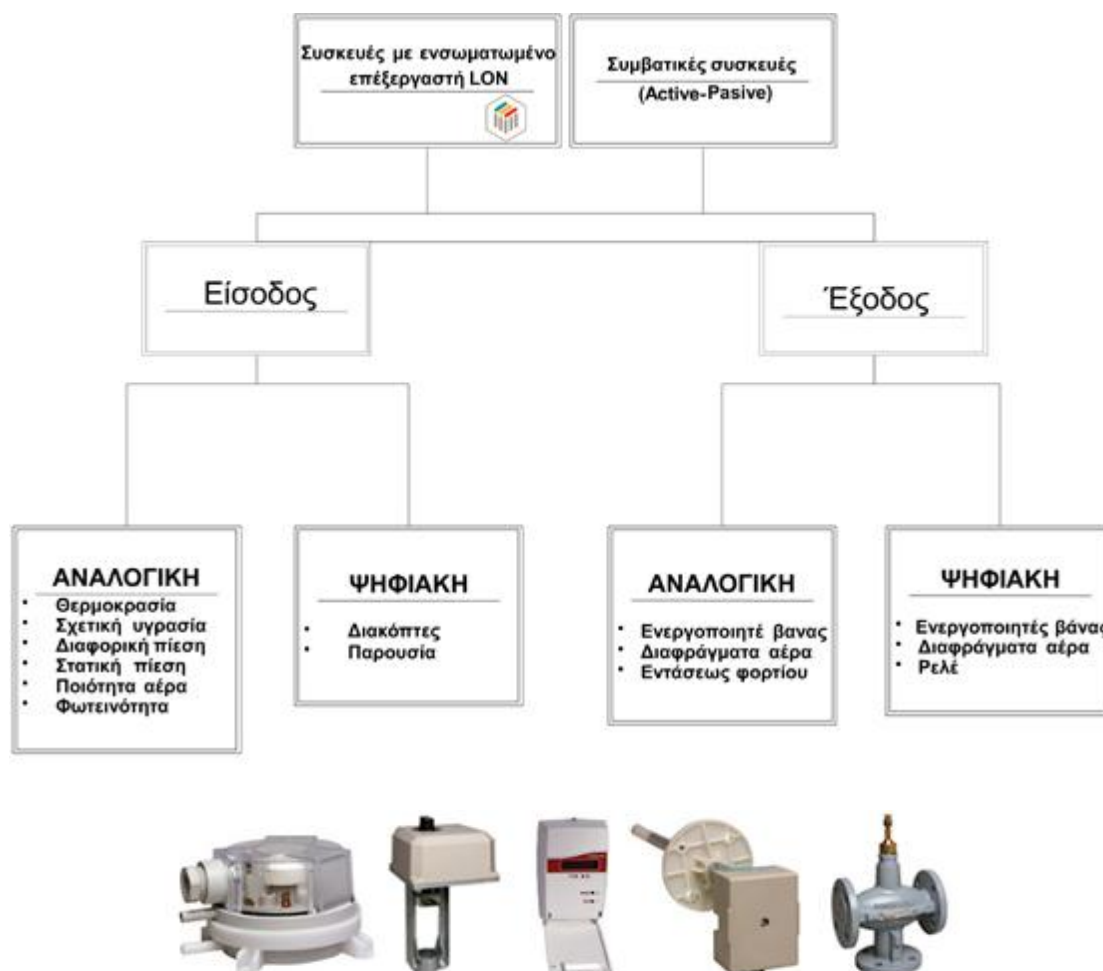 Συσκευές με ενσωματωμένο
επέξεργαστή LON
Συμβατικές συσκευές
(Active-Pasive)
Είσοδος
Έξοδος
ΑΝΑΛΟΓΙΚΗ
• Θερμοκρασία
• Σχετική υγρασία
• Διαφορική πίεση
• Στατική πίεση
• Ποιότητα αέρα
• Φωτεινότητα
ΨΗΦΙΑΚΗ
• Διακόπτες
• Παρουσία
ΑΝΑΛΟΓΙΚΗ
• Ενεργοποιητέ βανας
• Διαφράγματα αέρα
• Εντάσεως φορτίου
ΨΗΦΙΑΚΗ
• Ενεργοποιητές βάνας
• Διαφράγματα αέρα
• Ρελέ